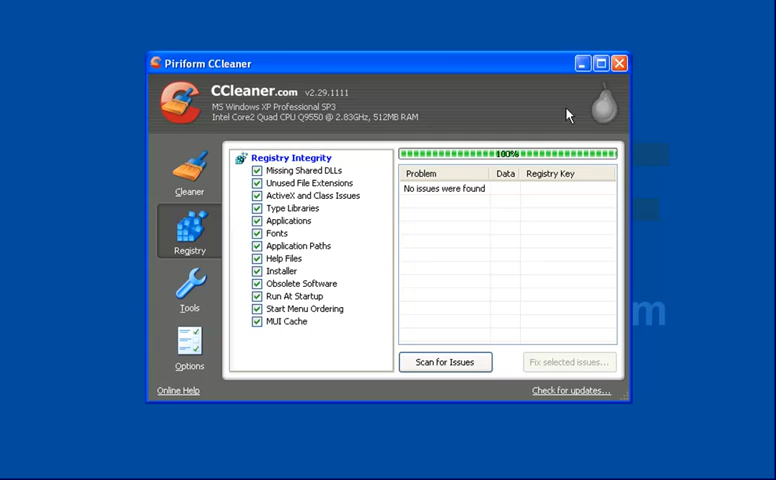 Piriform CCleaner
CCleaner.com v2.29.1111
MS Windows XP Professional SP3
Intel Core2 Quad CPU Q9550 @ 2.83GHz, 512MB RAM
Cleaner
Registry
Tools
Options
Registry Integrity
Missing Shared DLLs
Unused File Extensions
ActiveX and Class Issues
Type Libraries
Applications
Fonts
Application Paths
Help Files
Installer
Obsolete Software
Run At Startup
Start Menu Ordering
MUI Cache
100%
Problem Data Registry Key
No issues were found
Scan for Issues Fix selected issues...
Online Help Check for updates...